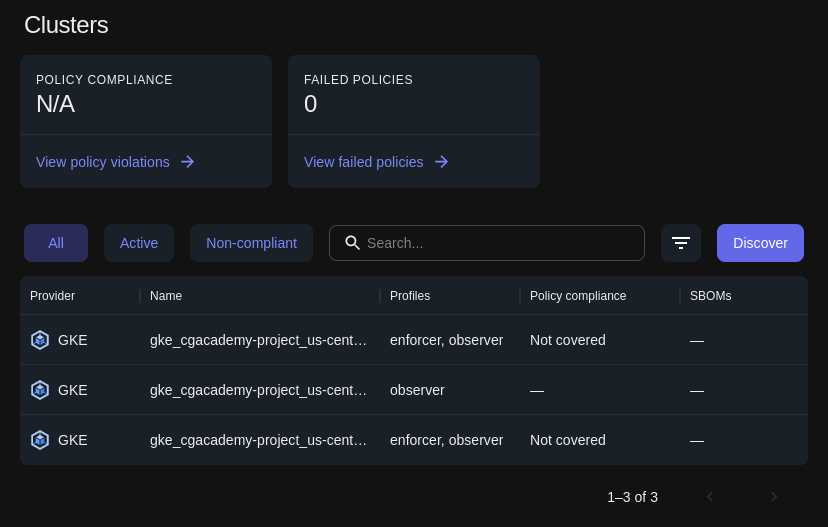 Clusters
POLICY COMPLIANCE
N/A
View policy violations
FAILED POLICIES
0
View failed policies
All
Active
Non-compliant
Search...
Discover
Provider Name Profiles Policy compliance SBOMs
GKE gke_cgacademy-project_us-cent… enforcer, observer Not covered —
GKE gke_cgacademy-project_us-cent… observer — —
GKE gke_cgacademy-project_us-cent… enforcer, observer Not covered —
1–3 of 3